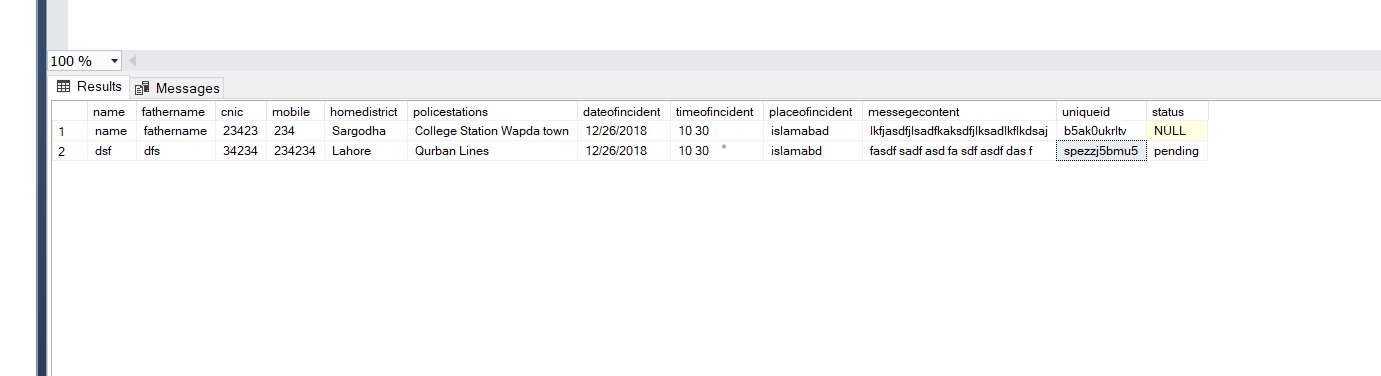 100 %
Results Messages
name fathername cnic mobile homedistrict policestations dateofincident timeofincident placeofincident messegecontent uniqueid status
1 name fathername 23423 234 Sargodha College Station Wapda town 12/26/2018 10 30 islamabad lkfjasdfjlsadfkaksdfjlksadlkflkdsaj b5ak0ukrltv NULL
2 dsf dfs 34234 234234 Lahore Qurban Lines 12/26/2018 10 30 islamabd fasdf sadf asd fa sdf asdf das f spezzj5bmu5 pending